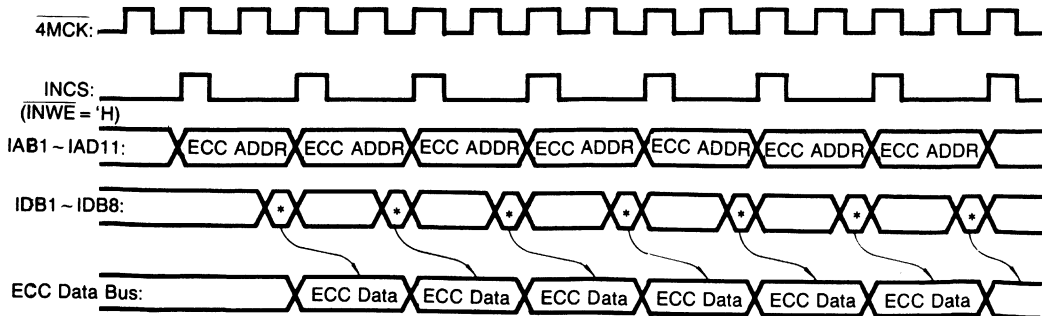 4MCK:
INCS:
(INWE = 'H)
IAB1 ~ IAD11: ECC ADDR ECC ADDR ECC ADDR ECC ADDR ECC ADDR ECC ADDR ECC ADDR
IDB1 ~ IDB8: * * * * * * *
ECC Data Bus: ECC Data ECC Data ECC Data ECC Data ECC Data ECC Data